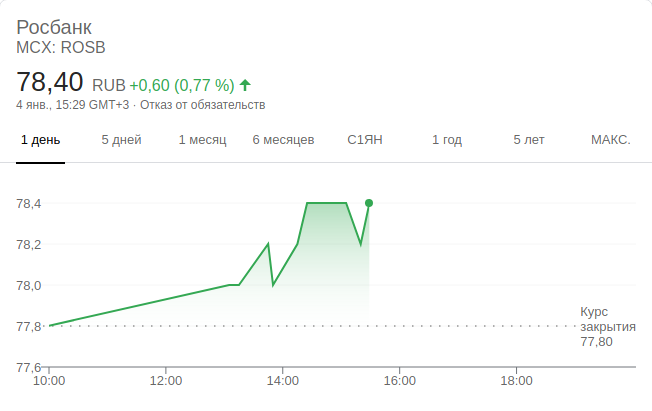 Росбанк
MCX: ROSB
78,40 RUB +0,60 (0,77 %)
4 янв., 15:29 GMT+3 · Отказ от обязательств
1 день 5 дней 1 месяц 6 месяцев С1ЯН 1 год 5 лет МАКС.
78,4
78,2
78,0
77,8
77,6
Курс
закрытия
77,80
10:00 12:00 14:00 16:00 18:00